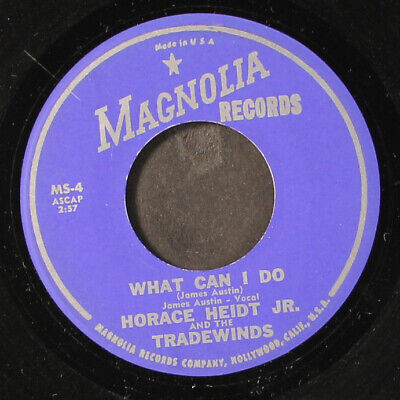 Made in U S A
MAGNOLIA
RECORDS
MS-4
ASCAP
2:57
WHAT CAN I DO
(James Austin)
James Austin - Vocal
HORACE HEIDT JR.
AND THE
TRADEWINDS
MAGNOLIA RECORDS COMPANY, HOLLYWOOD, CALIF., U.S.A.